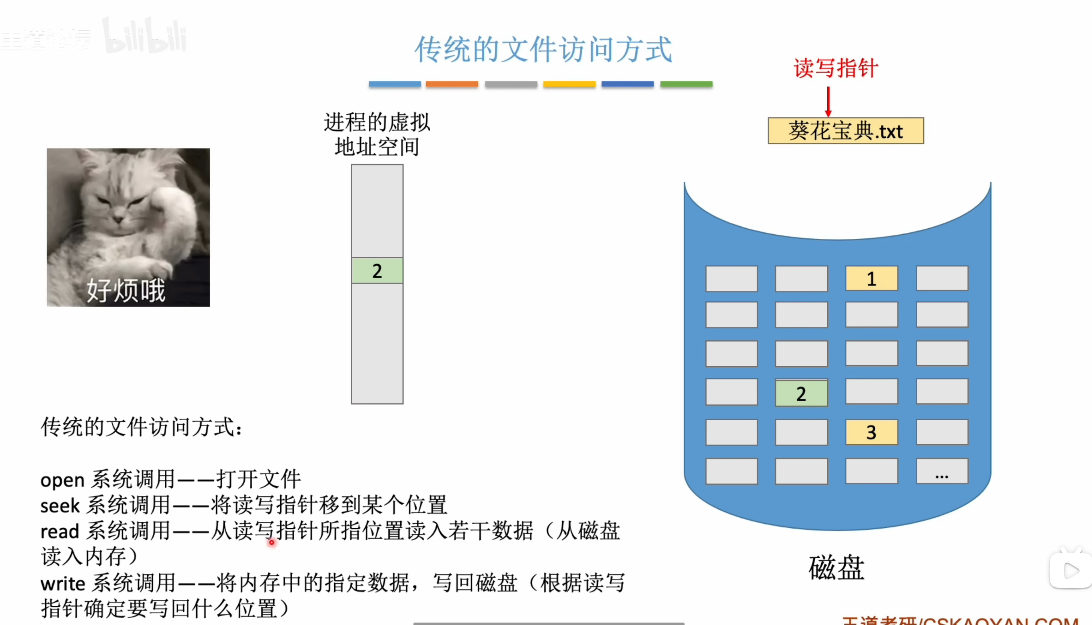 bilibili
传统的文件访问方式
读写指针
进程的虚拟
地址空间
葵花宝典.txt
2
好烦哦
1
2
3
...
磁盘
传统的文件访问方式：
open 系统调用——打开文件
seek 系统调用——将读写指针移到某个位置
read 系统调用——从读写指针所指位置读入若干数据（从磁盘
读入内存）
write 系统调用——将内存中的指定数据，写回磁盘（根据读写
指针确定要写回什么位置）
王道考研/CSKAOYAN.COM